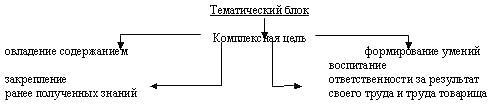 Тематический блок
Комплексная цель
овладение содержанием
формирование умений
воспитание
закрепление
ответственности за результат
ранее полученных знаний
своего труда и труда товарища